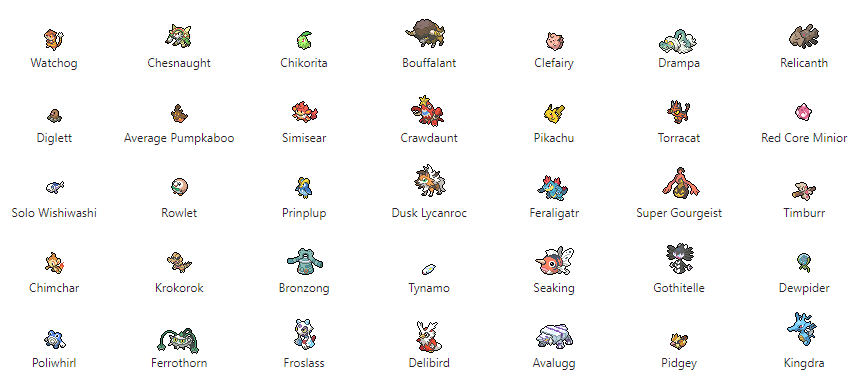 Watchog Chesnaught Chikorita Bouffalant Clefairy Drampa Relicanth
Diglett Average Pumpkaboo Simisear Crawdaunt Pikachu Torracat Red Core Minior
Solo Wishiwashi Rowlet Prinplup Dusk Lycanroc Feraligatr Super Gourgeist Timburr
Chimchar Krokorok Bronzong Tynamo Seaking Gothitelle Dewpider
Poliwhirl Ferrothorn Froslass Delibird Avalugg Pidgey Kingdra